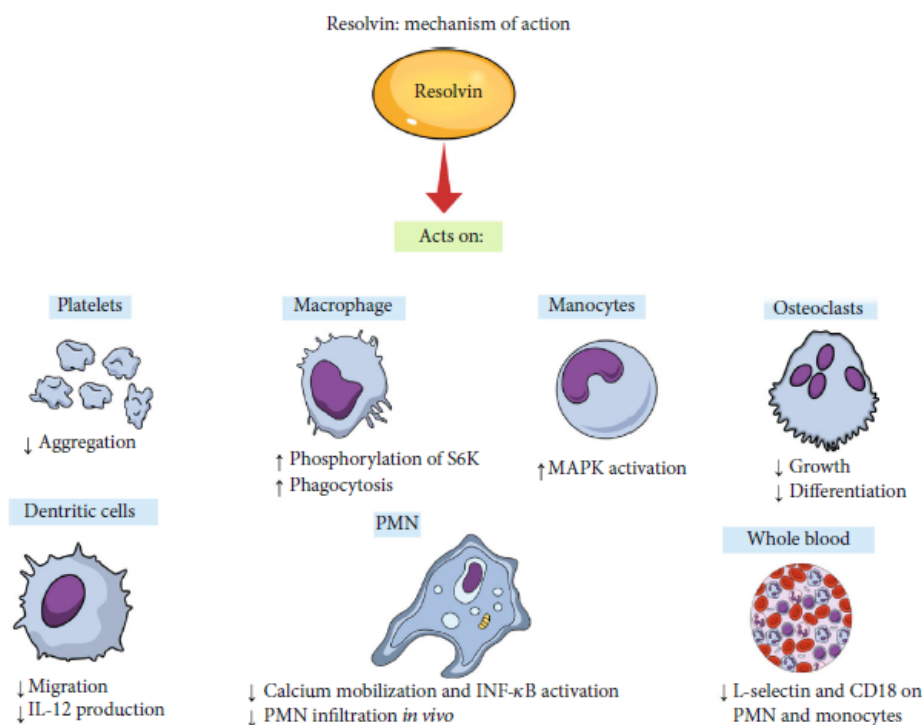 Resolvin: mechanism of action
Resolvin
Acts on:
Platelets
↓ Aggregation
Macrophage
↑ Phosphorylation of S6K
↑ Phagocytosis
Manocytes
↑ MAPK activation
Osteoclasts
↓ Growth
↓ Differentiation
Dentritic cells
↓ Migration
↓ IL-12 production
PMN
↓ Calcium mobilization and INF-κB activation
↓ PMN infiltration in vivo
Whole blood
↓ L-selectin and CD18 on
PMN and monocytes